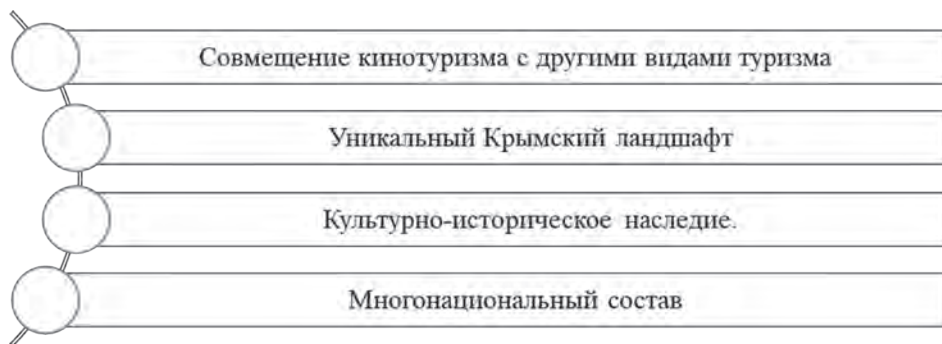 Совмещение кинотуризма с другими видами туризма
Уникальный Крымский ландшафт
Культурно-историческое наследие.
Многонациональный состав